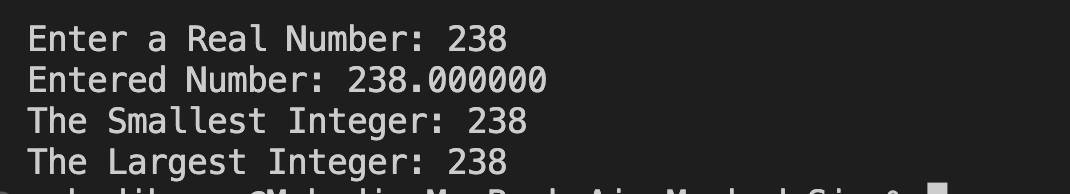 Enter a Real Number: 238
Entered Number: 238.000000
The Smallest Integer: 238
The Largest Integer: 238